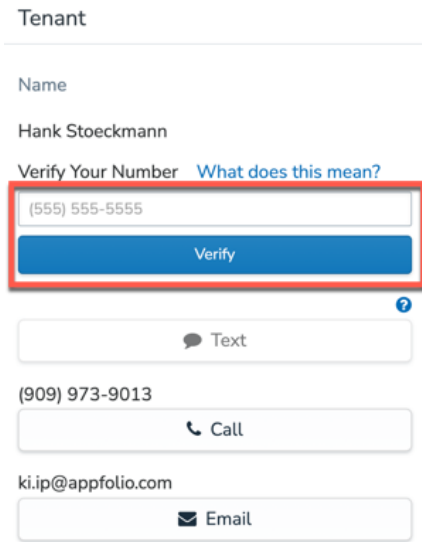 Tenant
Name
Hank Stoeckmann
Verify Your Number What does this mean?
(555) 555-5555
Verify
?
Text
(909) 973-9013
Call
ki.ip@appfolio.com
Email